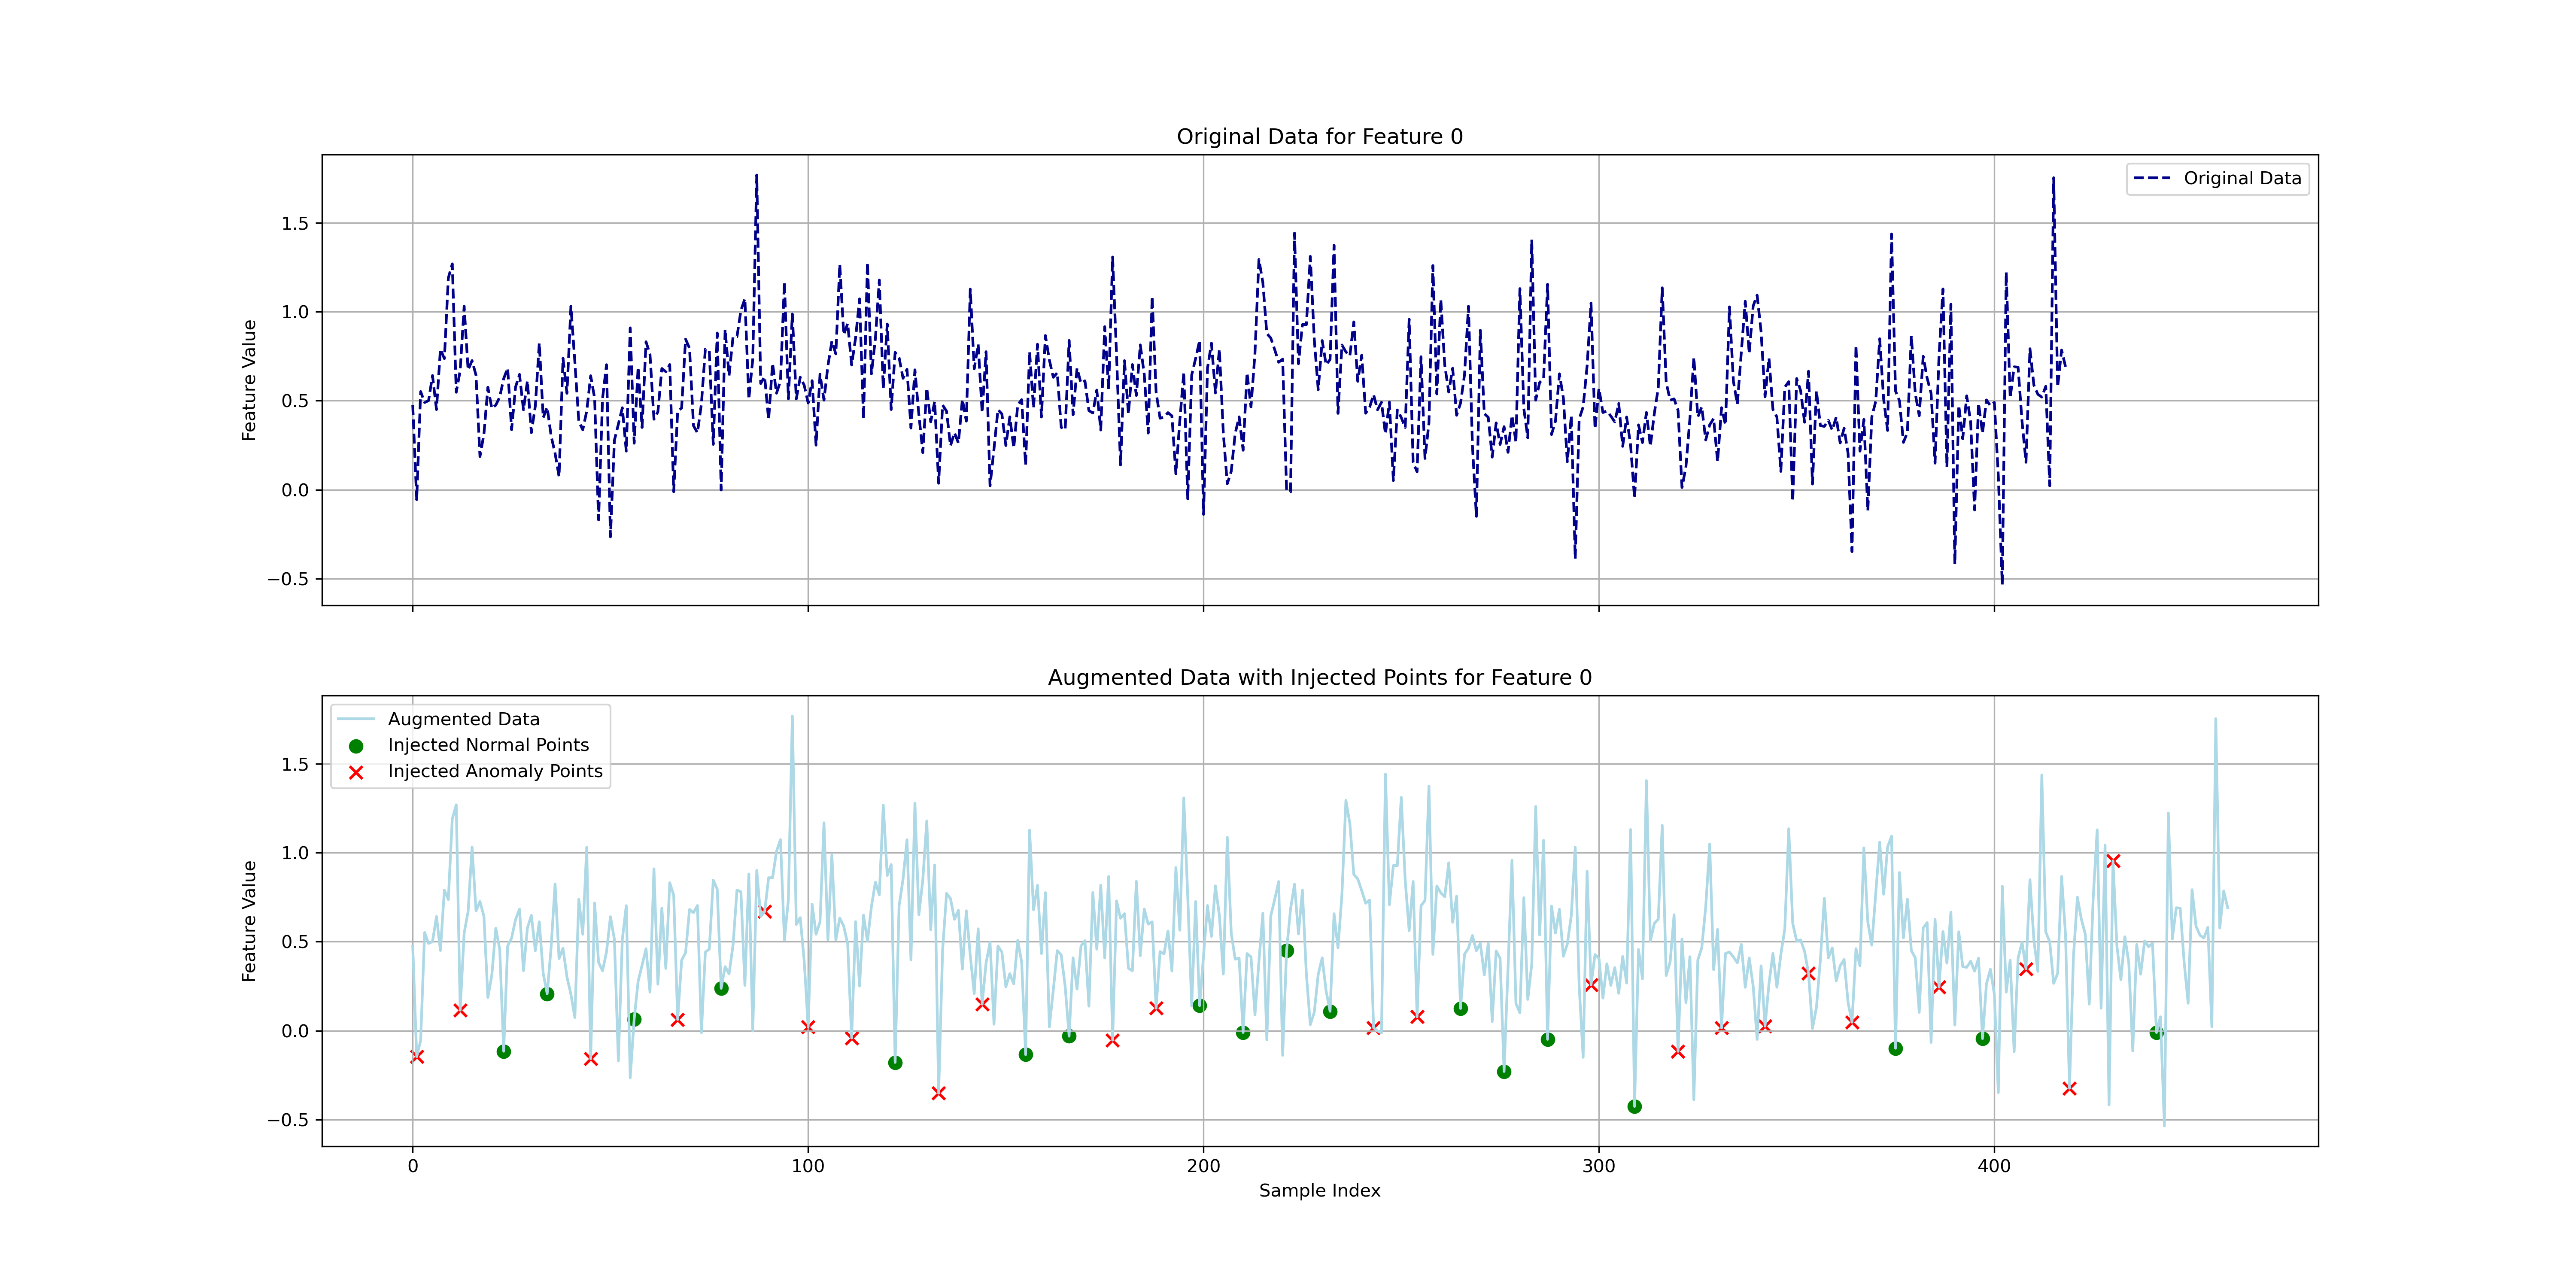 Original Data for Feature 0
Original Data
Feature Value
1.5
1.0
0.5
0.0
−0.5
Augmented Data with Injected Points for Feature 0
Augmented Data
Injected Normal Points
Injected Anomaly Points
Feature Value
1.5
1.0
0.5
0.0
−0.5
0 100 200 300 400
Sample Index